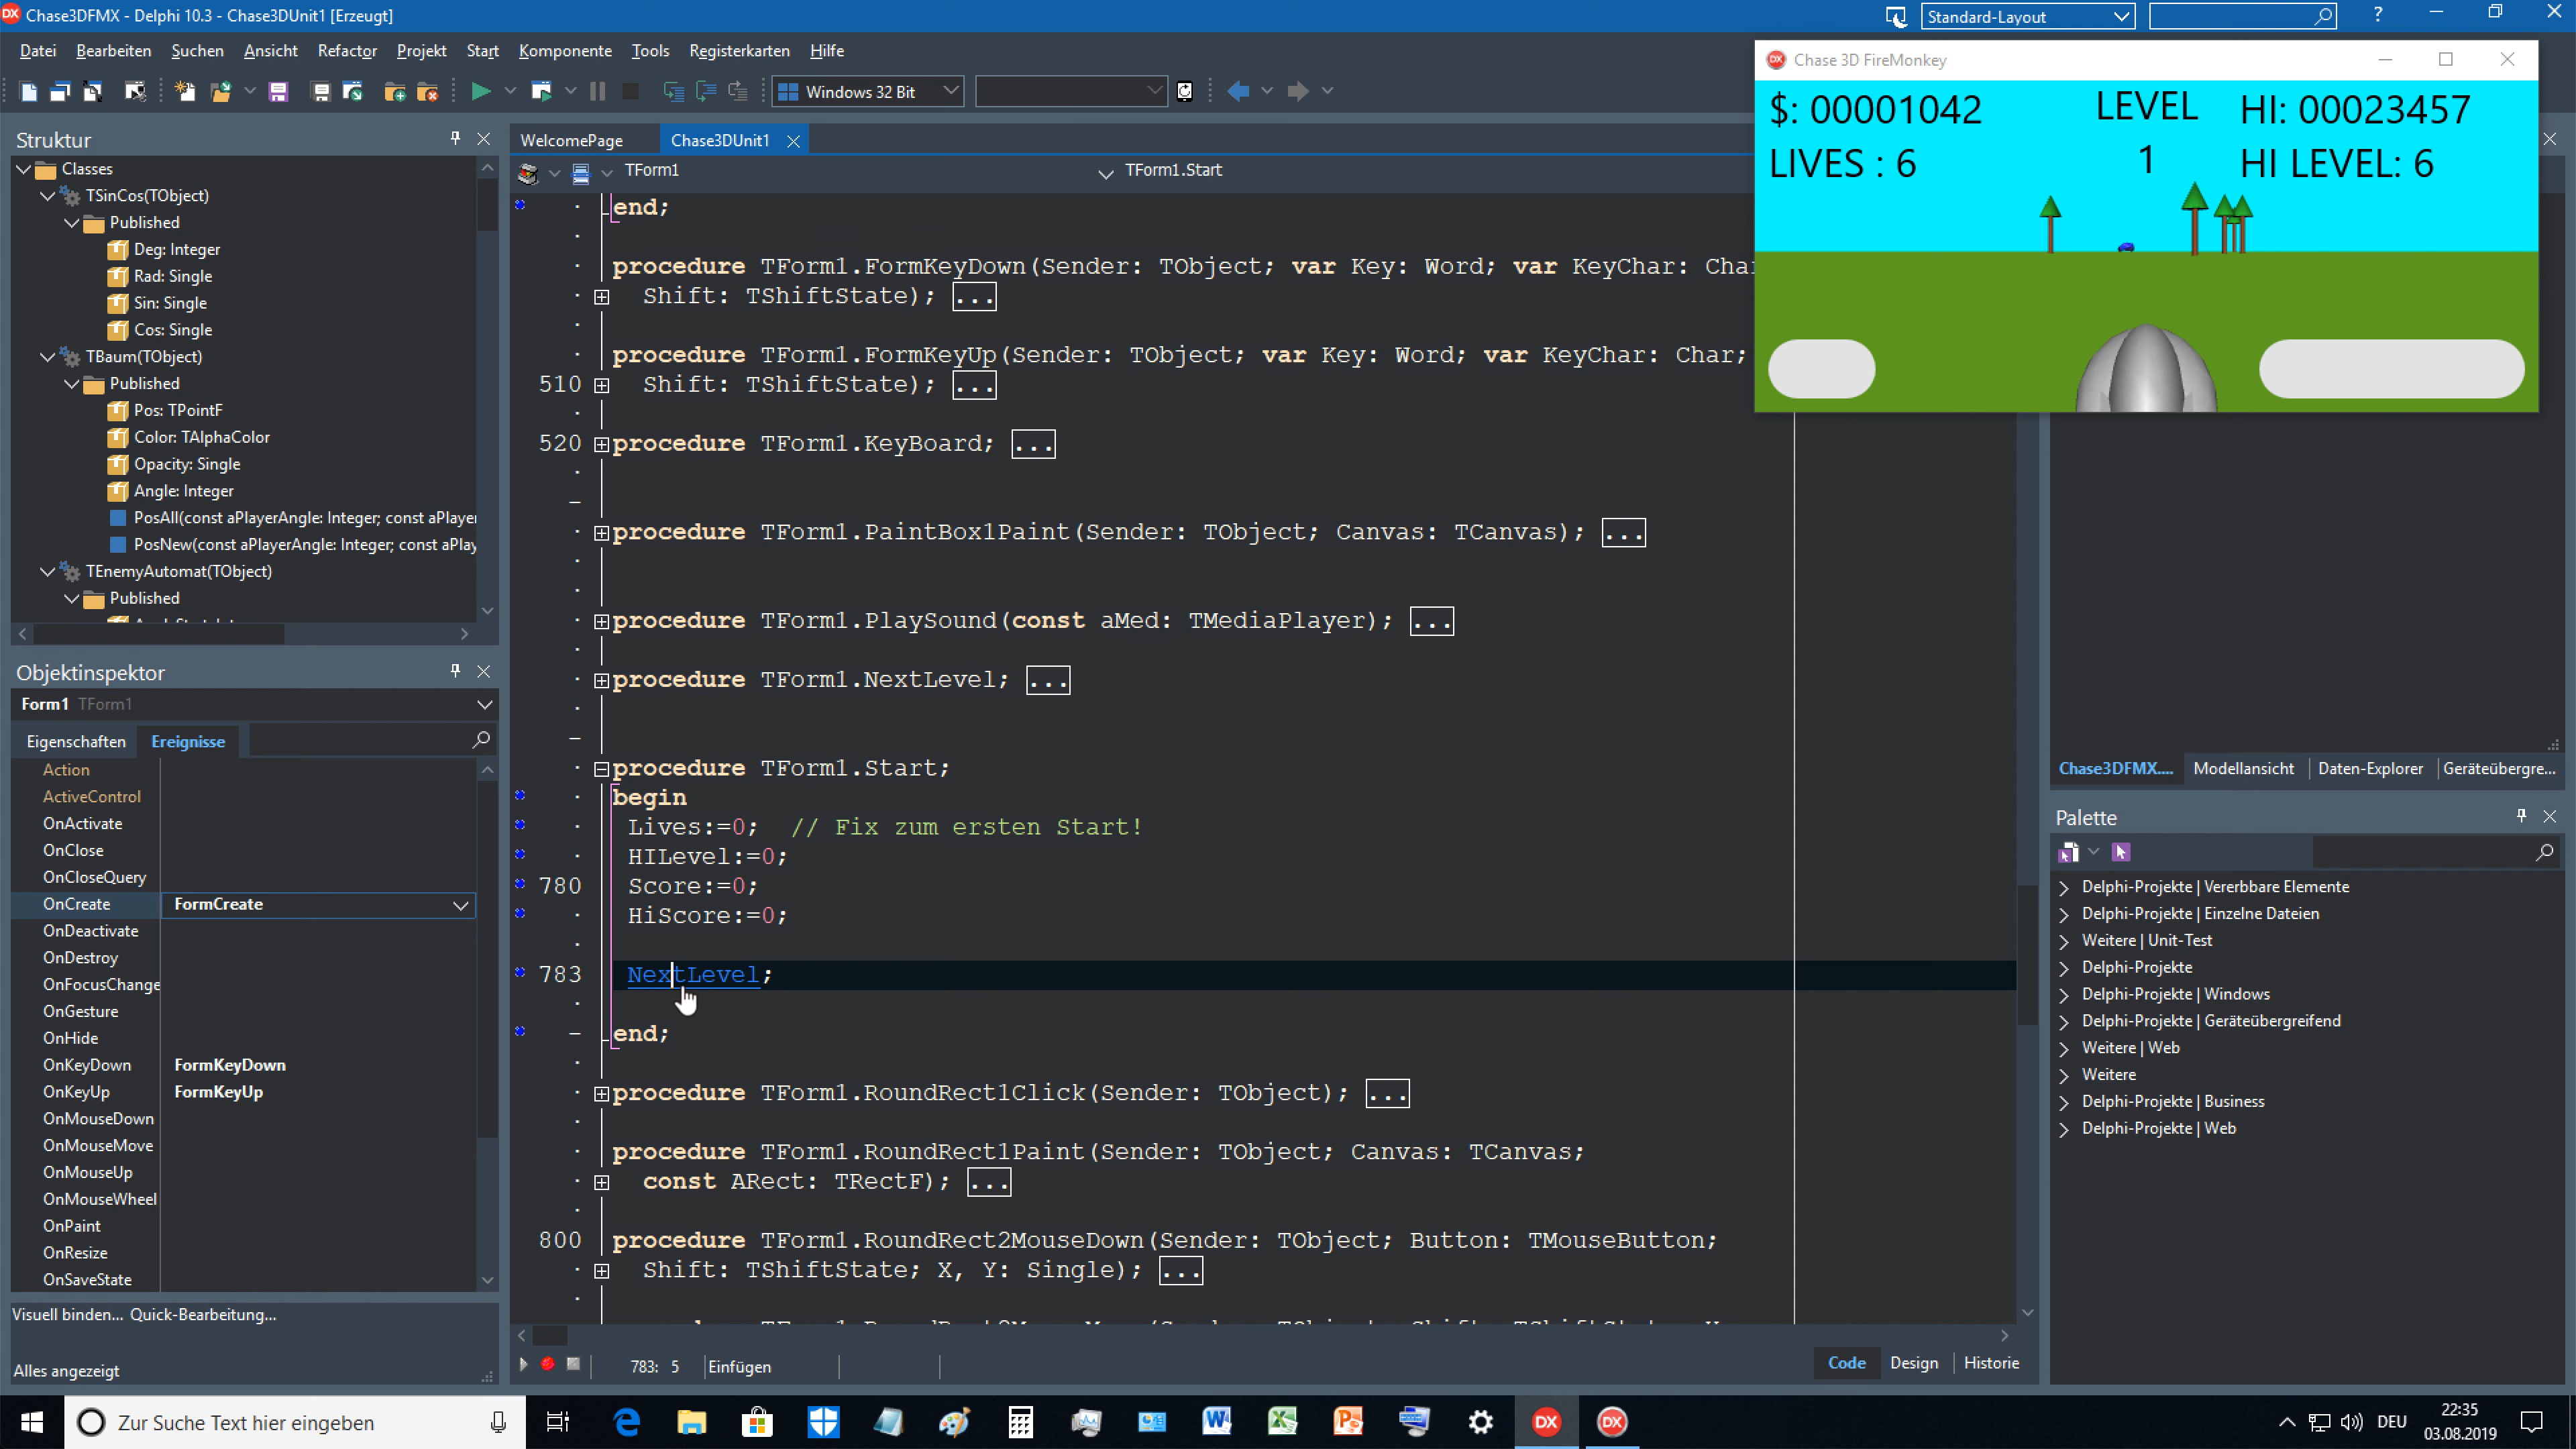 Chase3DFMX - Delphi 10.3 - Chase3DUnit1 [Erzeugt]
Standard-Layout
?
Datei Bearbeiten Suchen Ansicht Refactor Projekt Start Komponente Tools Registerkarten Hilfe
Windows 32 Bit
Chase 3D FireMonkey
$: 00001042 LEVEL HI: 00023457
LIVES : 6 1 HI LEVEL: 6
Struktur
Classes
TSinCos(TObject)
Published
Deg: Integer
Rad: Single
Sin: Single
Cos: Single
TBaum(TObject)
Published
Pos: TPointF
Color: TAlphaColor
Opacity: Single
Angle: Integer
PosAll(const aPlayerAngle: Integer; const aPlayer
PosNew(const aPlayerAngle: Integer; const aPlay
TEnemyAutomat(TObject)
Published
Objektinspektor
Form1 TForm1
Eigenschaften Ereignisse
Action
ActiveControl
OnActivate
OnClose
OnCloseQuery
OnCreate FormCreate
OnDeactivate
OnDestroy
OnFocusChange
OnGesture
OnHide
OnKeyDown FormKeyDown
OnKeyUp FormKeyUp
OnMouseDown
OnMouseMove
OnMouseUp
OnMouseWheel
OnPaint
OnResize
OnSaveState
Visuell binden... Quick-Bearbeitung...
Alles angezeigt
WelcomePage Chase3DUnit1
TForm1 TForm1.Start
end;
procedure TForm1.FormKeyDown(Sender: TObject; var Key: Word; var KeyChar: Char
Shift: TShiftState); ...
procedure TForm1.FormKeyUp(Sender: TObject; var Key: Word; var KeyChar: Char;
510 Shift: TShiftState); ...
520 procedure TForm1.KeyBoard; ...
procedure TForm1.PaintBox1Paint(Sender: TObject; Canvas: TCanvas); ...
procedure TForm1.PlaySound(const aMed: TMediaPlayer); ...
procedure TForm1.NextLevel; ...
procedure TForm1.Start;
begin
Lives:=0; // Fix zum ersten Start!
HILevel:=0;
780 Score:=0;
HiScore:=0;
783 NextLevel;
end;
procedure TForm1.RoundRect1Click(Sender: TObject); ...
procedure TForm1.RoundRect1Paint(Sender: TObject; Canvas: TCanvas;
const ARect: TRectF); ...
800 procedure TForm1.RoundRect2MouseDown(Sender: TObject; Button: TMouseButton;
Shift: TShiftState; X, Y: Single); ...
783: 5 Einfügen
Code Design Historie
Chase3DFMX.... Modellansicht Daten-Explorer Geräteübergre...
Palette
Delphi-Projekte | Vererbbare Elemente
Delphi-Projekte | Einzelne Dateien
Weitere | Unit-Test
Delphi-Projekte
Delphi-Projekte | Windows
Delphi-Projekte | Geräteübergreifend
Weitere | Web
Weitere
Delphi-Projekte | Business
Delphi-Projekte | Web
Zur Suche Text hier eingeben
DEU
22:35
03.08.2019